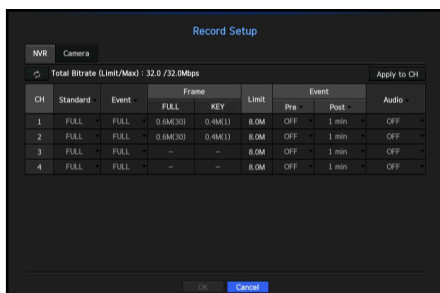 Record Setup
NVR Camera
Total Bitrate (Limit/Max) : 32.0 /32.0Mbps Apply to CH
CH Standard Event Frame Limit Event Audio
FULL KEY Pre Post
1 FULL FULL 0.6M(30) 0.4M(1) 8.0M OFF 1 min OFF
2 FULL FULL 0.6M(30) 0.4M(1) 8.0M OFF 1 min OFF
3 FULL FULL – – 8.0M OFF 1 min OFF
4 FULL FULL – – 8.0M OFF 1 min OFF
OK Cancel